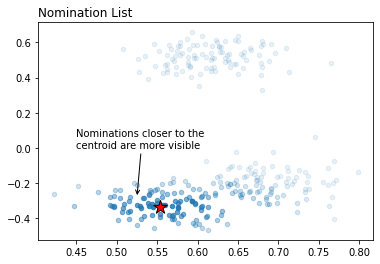 Nomination List
0.6
0.4
0.2
0.0
−0.2
−0.4
Nominations closer to the
centroid are more visible
0.45 0.50 0.55 0.60 0.65 0.70 0.75 0.80